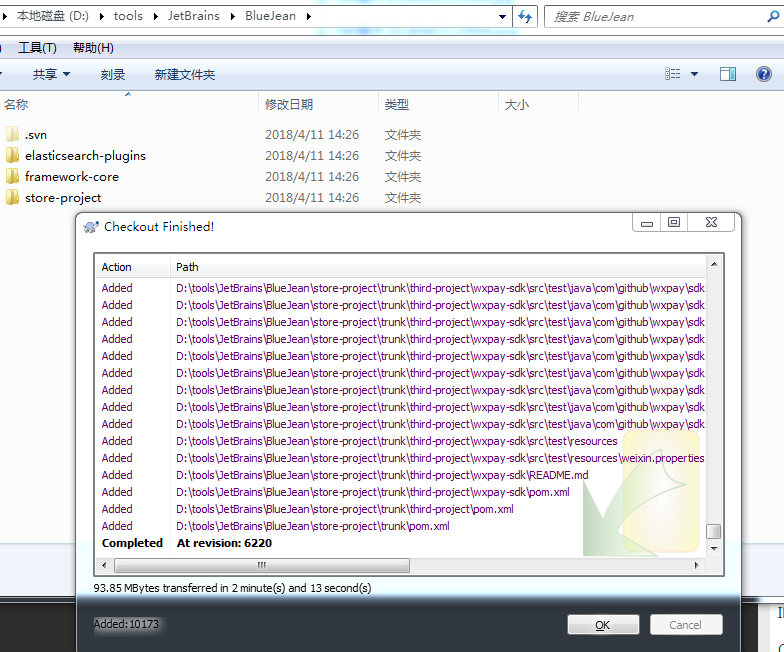 本地磁盘 (D:) tools JetBrains BlueJean 搜索 BlueJean
工具(T) 帮助(H)
共享 刻录 新建文件夹
名称 修改日期 类型 大小
.svn 2018/4/11 14:26 文件夹
elasticsearch-plugins 2018/4/11 14:26 文件夹
framework-core 2018/4/11 14:26 文件夹
store-project 2018/4/11 14:26 文件夹
Checkout Finished!
Action Path
Added D:\tools\JetBrains\BlueJean\store-project\trunk\third-project\wxpay-sdk\src\test\java\com\github\wxpay\sdk
Added D:\tools\JetBrains\BlueJean\store-project\trunk\third-project\wxpay-sdk\src\test\java\com\github\wxpay\sdk
Added D:\tools\JetBrains\BlueJean\store-project\trunk\third-project\wxpay-sdk\src\test\java\com\github\wxpay\sdk
Added D:\tools\JetBrains\BlueJean\store-project\trunk\third-project\wxpay-sdk\src\test\java\com\github\wxpay\sdk
Added D:\tools\JetBrains\BlueJean\store-project\trunk\third-project\wxpay-sdk\src\test\java\com\github\wxpay\sdk
Added D:\tools\JetBrains\BlueJean\store-project\trunk\third-project\wxpay-sdk\src\test\java\com\github\wxpay\sdk
Added D:\tools\JetBrains\BlueJean\store-project\trunk\third-project\wxpay-sdk\src\test\java\com\github\wxpay\sdk
Added D:\tools\JetBrains\BlueJean\store-project\trunk\third-project\wxpay-sdk\src\test\java\com\github\wxpay\sdk
Added D:\tools\JetBrains\BlueJean\store-project\trunk\third-project\wxpay-sdk\src\test\java\com\github\wxpay\sdk
Added D:\tools\JetBrains\BlueJean\store-project\trunk\third-project\wxpay-sdk\src\test\resources
Added D:\tools\JetBrains\BlueJean\store-project\trunk\third-project\wxpay-sdk\src\test\resources\weixin.properties
Added D:\tools\JetBrains\BlueJean\store-project\trunk\third-project\wxpay-sdk\README.md
Added D:\tools\JetBrains\BlueJean\store-project\trunk\third-project\wxpay-sdk\pom.xml
Added D:\tools\JetBrains\BlueJean\store-project\trunk\third-project\pom.xml
Added D:\tools\JetBrains\BlueJean\store-project\trunk\pom.xml
Completed At revision: 6220
93.85 MBytes transferred in 2 minute(s) and 13 second(s)
Added:10173 OK Cancel